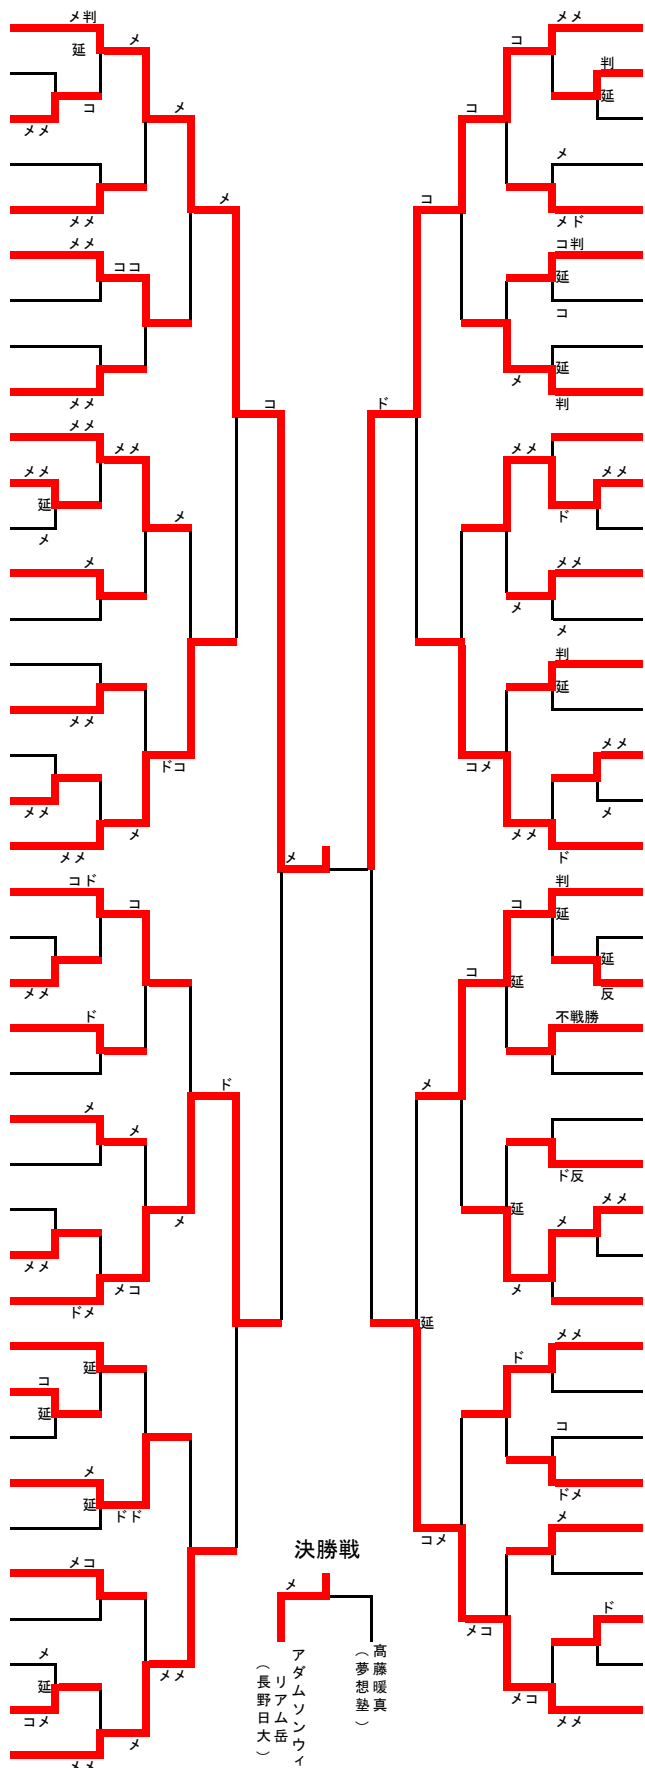 メ判
延
メ
メ
コ
メメ
メ
メメ
メメ
ココ
メメ
コ
メメ
メメ
メメ
延
メ
メ
メ
メメ
ドコ
メメ
メ
メメ
メ
コド
コ
メメ
ド
ド
メ
メ
メ
メメ
メコ
ドメ
延
コ
延
メ
延
ドド
メコ
メ
メメ
延
コメ
メ
メメ
メメ
コ
判
延
コ
メ
コ
メド
コ判
延
コ
延
メ
判
ド
メメ
メメ
ド
メメ
メ
メ
判
延
メメ
コメ
メ
メメ
ド
判
コ
延
延
コ
延
反
不戦勝
メ
ド反
メメ
延
メ
メ
延
メメ
ド
コ
ドメ
メ
コメ
ド
メコ
メコ
メメ
決勝戦
メ
アダムソンウィ
リアム岳
（長野日大）
髙藤暖真
（夢想塾）